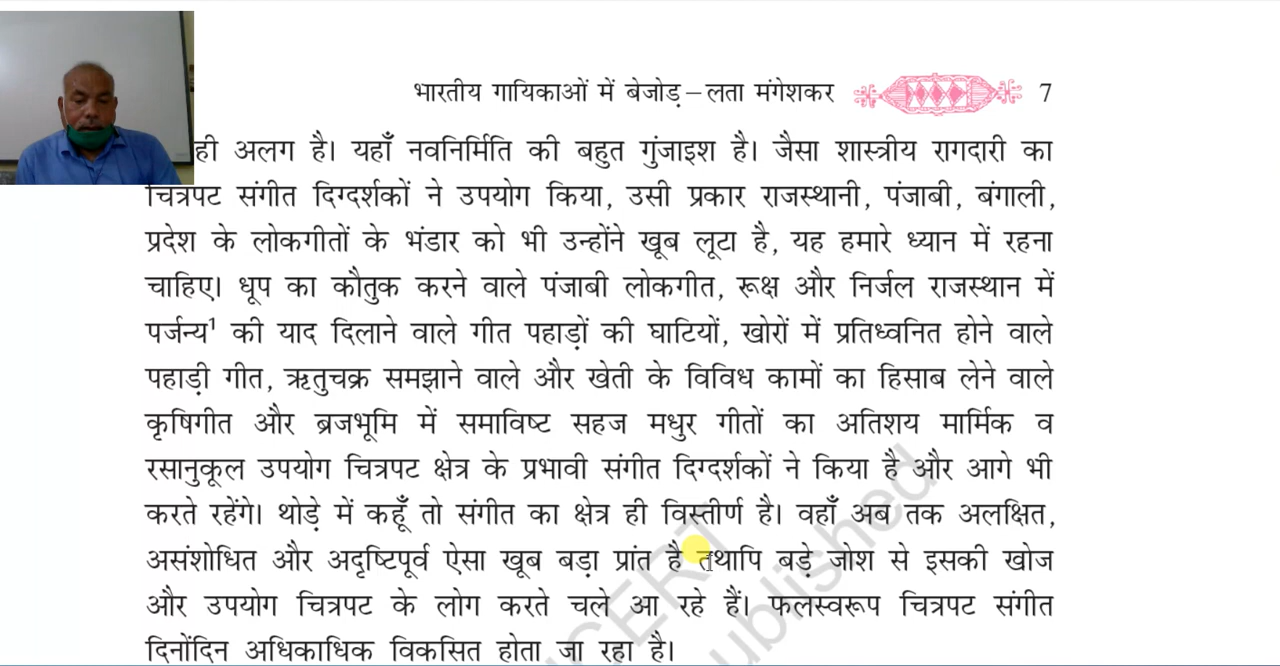 भारतीय गायिकाओं में बेजोड़ – लता मंगेशकर 7
ही अलग है। यहाँ नवनिर्मिति की बहुत गुंजाइश है। जैसा शास्त्रीय रागदारी का
चित्रपट संगीत दिग्दर्शकों ने उपयोग किया, उसी प्रकार राजस्थानी, पंजाबी, बंगाली,
प्रदेश के लोकगीतों के भंडार को भी उन्होंने खूब लूटा है, यह हमारे ध्यान में रहना
चाहिए। धूप का कौतुक करने वाले पंजाबी लोकगीत, रूक्ष और निर्जल राजस्थान में
पर्जन्य¹ की याद दिलाने वाले गीत पहाड़ों की घाटियों, खोरों में प्रतिध्वनित होने वाले
पहाड़ी गीत, ऋतुचक्र समझाने वाले और खेती के विविध कामों का हिसाब लेने वाले
कृषिगीत और ब्रजभूमि में समाविष्ट सहज मधुर गीतों का अतिशय मार्मिक व
रसानुकूल उपयोग चित्रपट क्षेत्र के प्रभावी संगीत दिग्दर्शकों ने किया है और आगे भी
करते रहेंगे। थोड़े में कहूँ तो संगीत का क्षेत्र ही विस्तीर्ण है। वहाँ अब तक अलक्षित,
असंशोधित और अदृष्टिपूर्व ऐसा खूब बड़ा प्रांत है तथापि बड़े जोश से इसकी खोज
और उपयोग चित्रपट के लोग करते चले आ रहे हैं। फलस्वरूप चित्रपट संगीत
दिनोंदिन अधिकाधिक विकसित होता जा रहा है।